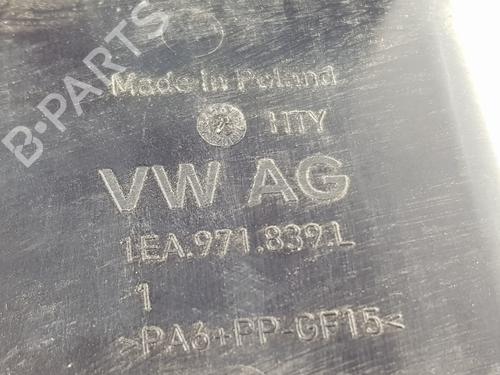 B-PARTS
Made in Poland
HTY
VW AG
1EA.971.839.L
1
>PA6+PP-GF15<